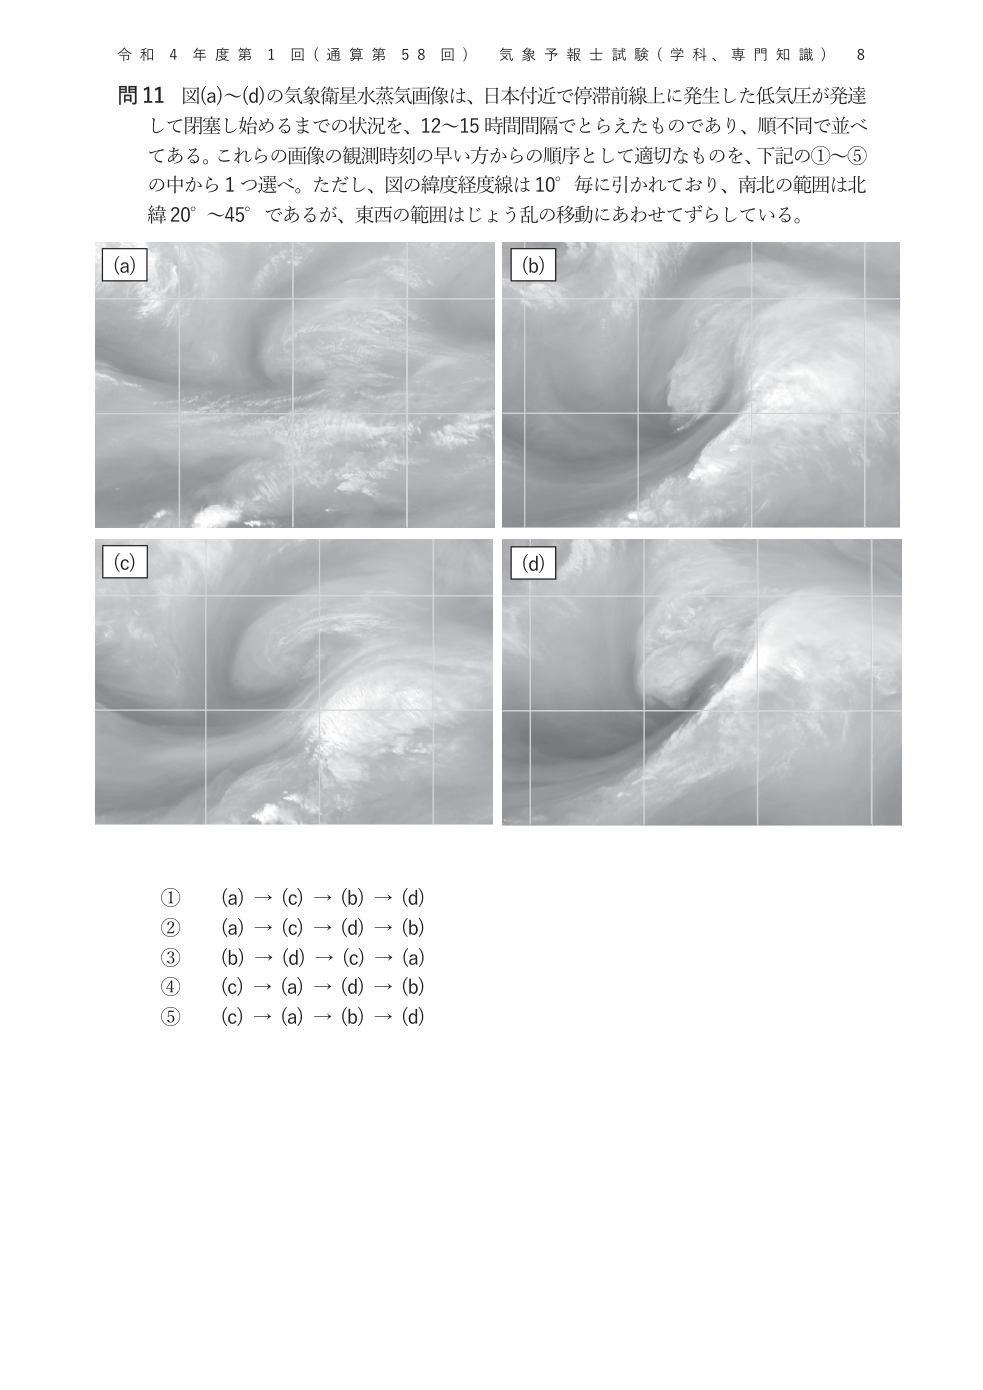 令和4年度第1回(通算第58回)　気象予報士試験(学科、専門知識)　8
問11　図(a)～(d)の気象衛星水蒸気画像は、日本付近で停滞前線上に発生した低気圧が発達
して閉塞し始めるまでの状況を、12～15時間間隔でとらえたものであり、順不同で並べ
てある。これらの画像の観測時刻の早い方からの順序として適切なものを、下記の①～⑤
の中から1つ選べ。ただし、図の緯度経度線は10°毎に引かれており、南北の範囲は北
緯20°～45°であるが、東西の範囲はじょう乱の移動にあわせてずらしている。
(a)
(b)
(c)
(d)
①　(a) → (c) → (b) → (d)
②　(a) → (c) → (d) → (b)
③　(b) → (d) → (c) → (a)
④　(c) → (a) → (d) → (b)
⑤　(c) → (a) → (b) → (d)